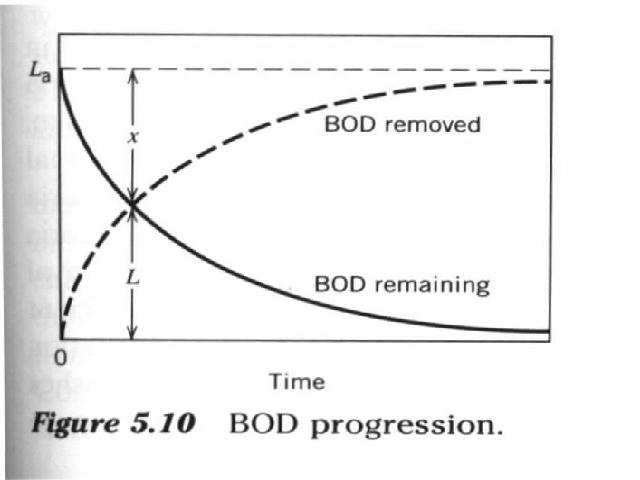 Lₐ
x
BOD removed
L
BOD remaining
0
Time
Figure 5.10 BOD progression.